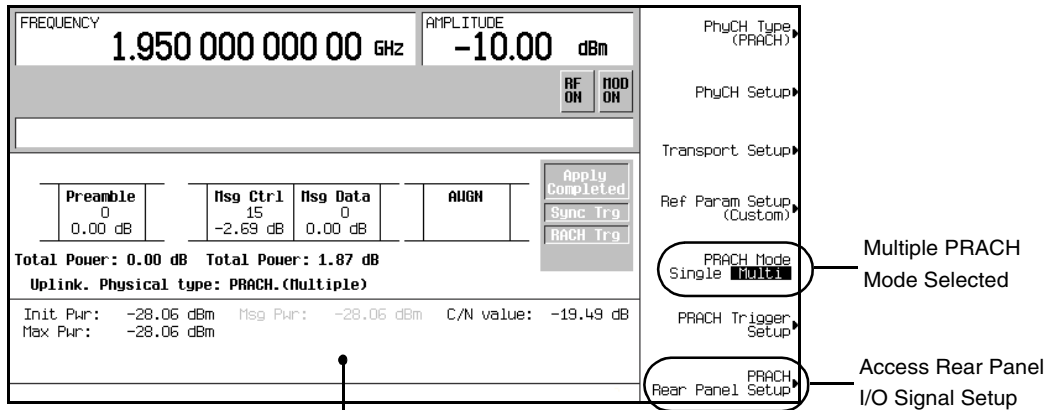 FREQUENCY
1.950 000 000 00 GHz
AMPLITUDE
-10.00 dBm
RF ON
MOD ON
Preamble
0
0.00 dB
Msg Ctrl
15
-2.69 dB
Msg Data
0
0.00 dB
AWGN
Apply
Completed
Sync Trg
RACH Trg
Total Power: 0.00 dB Total Power: 1.87 dB
Uplink. Physical type: PRACH.(Multiple)
Init Pwr: -28.06 dBm Msg Pwr: -28.06 dBm C/N value: -19.49 dB
Max Pwr: -28.06 dBm
PhyCH Type
(PRACH)
PhyCH Setup
Transport Setup
Ref Param Setup
(Custom)
PRACH Mode
Single Multi
PRACH Trigger
Setup
PRACH
Rear Panel Setup
Multiple PRACH
Mode Selected
Access Rear Panel
I/O Signal Setup